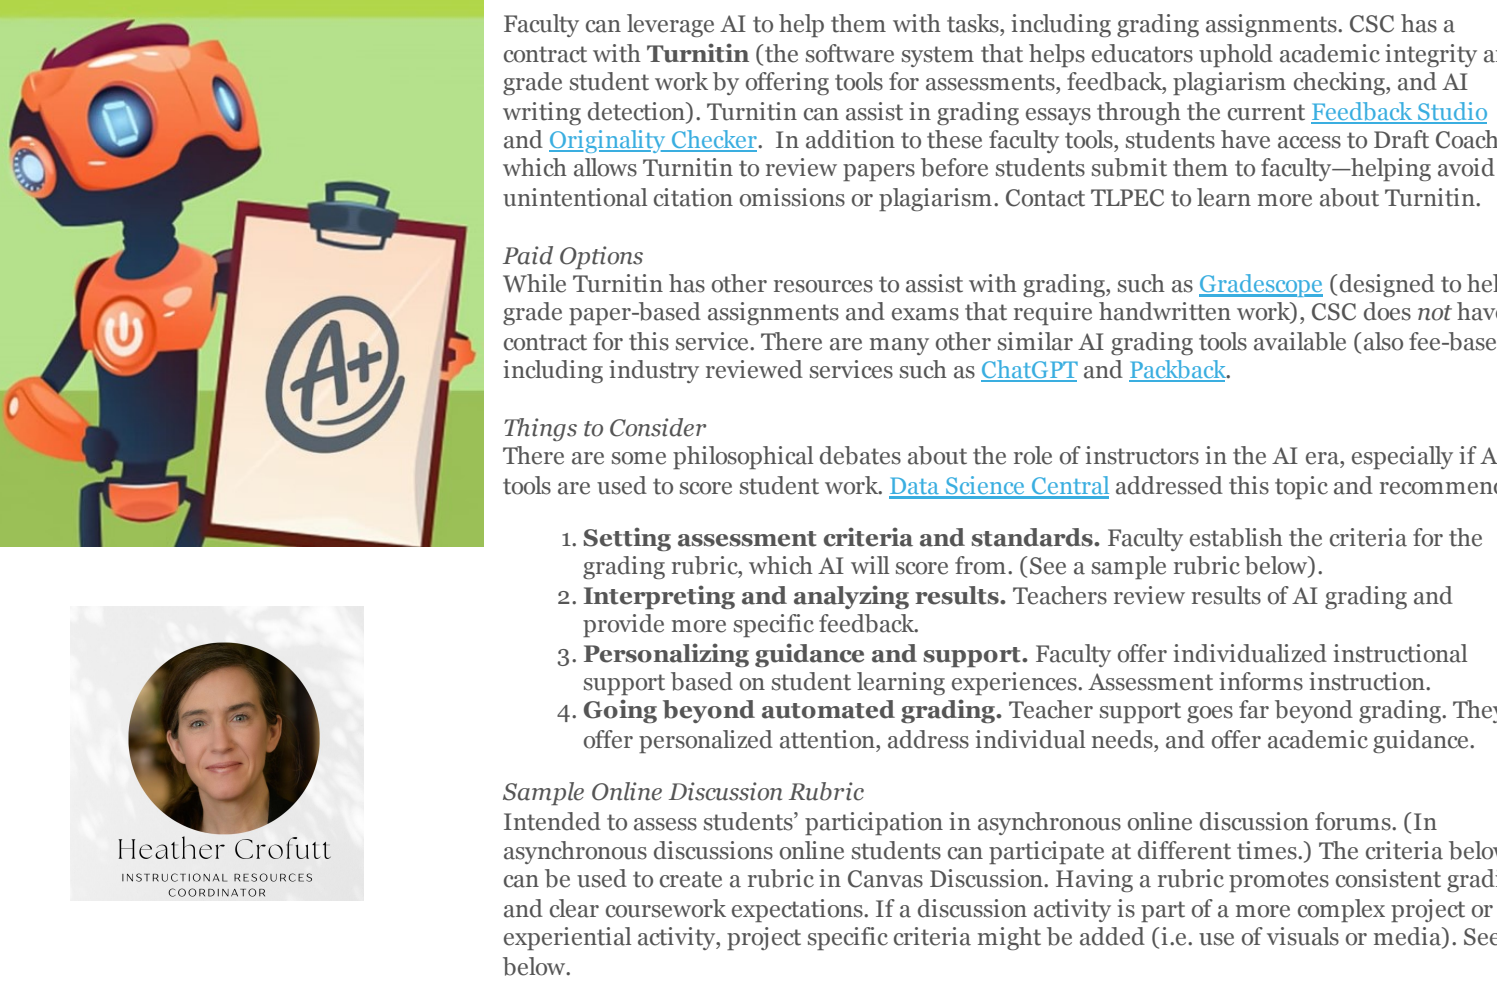 A+
Heather Crofutt
INSTRUCTIONAL RESOURCES
COORDINATOR
Faculty can leverage AI to help them with tasks, including grading assignments. CSC has a
contract with Turnitin (the software system that helps educators uphold academic integrity
grade student work by offering tools for assessments, feedback, plagiarism checking, and AI
writing detection). Turnitin can assist in grading essays through the current Feedback Studio
and Originality Checker. In addition to these faculty tools, students have access to Draft Coach
which allows Turnitin to review papers before students submit them to faculty—helping avoid
unintentional citation omissions or plagiarism. Contact TLPEC to learn more about Turnitin.
Paid Options
While Turnitin has other resources to assist with grading, such as Gradescope (designed to
grade paper-based assignments and exams that require handwritten work), CSC does not
contract for this service. There are many other similar AI grading tools available (also
including industry reviewed services such as ChatGPT and Packback.
Things to Consider
There are some philosophical debates about the role of instructors in the AI era, especially if
tools are used to score student work. Data Science Central addressed this topic and
1. Setting assessment criteria and standards. Faculty establish the criteria for the
grading rubric, which AI will score from. (See a sample rubric below).
2. Interpreting and analyzing results. Teachers review results of AI grading and
provide more specific feedback.
3. Personalizing guidance and support. Faculty offer individualized instructional
support based on student learning experiences. Assessment informs instruction.
4. Going beyond automated grading. Teacher support goes far beyond grading. They
offer personalized attention, address individual needs, and offer academic guidance.
Sample Online Discussion Rubric
Intended to assess students’ participation in asynchronous online discussion forums. (In
asynchronous discussions online students can participate at different times.) The criteria
can be used to create a rubric in Canvas Discussion. Having a rubric promotes consistent
and clear coursework expectations. If a discussion activity is part of a more complex project or
experiential activity, project specific criteria might be added (i.e. use of visuals or media). See
below.